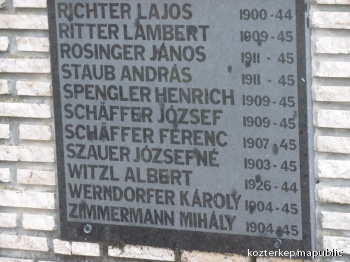 RICHTER LAJOS 1900-44
RITTER LAMBERT 1909-45
ROSINGER JÁNOS 1911-45
STAUB ANDRÁS 1911-45
SPENGLER HENRICH 1909-45
SCHÄFFER JÓZSEF 1909-45
SCHÄFFER FERENC 1907-45
SZAUER JÓZSEFNÉ 1903-45
WITZL ALBERT 1926-44
WERNDORFER KÁROLY 1904-45
ZIMMERMANN MIHÁLY 1904-45
kozterkep.mapublic